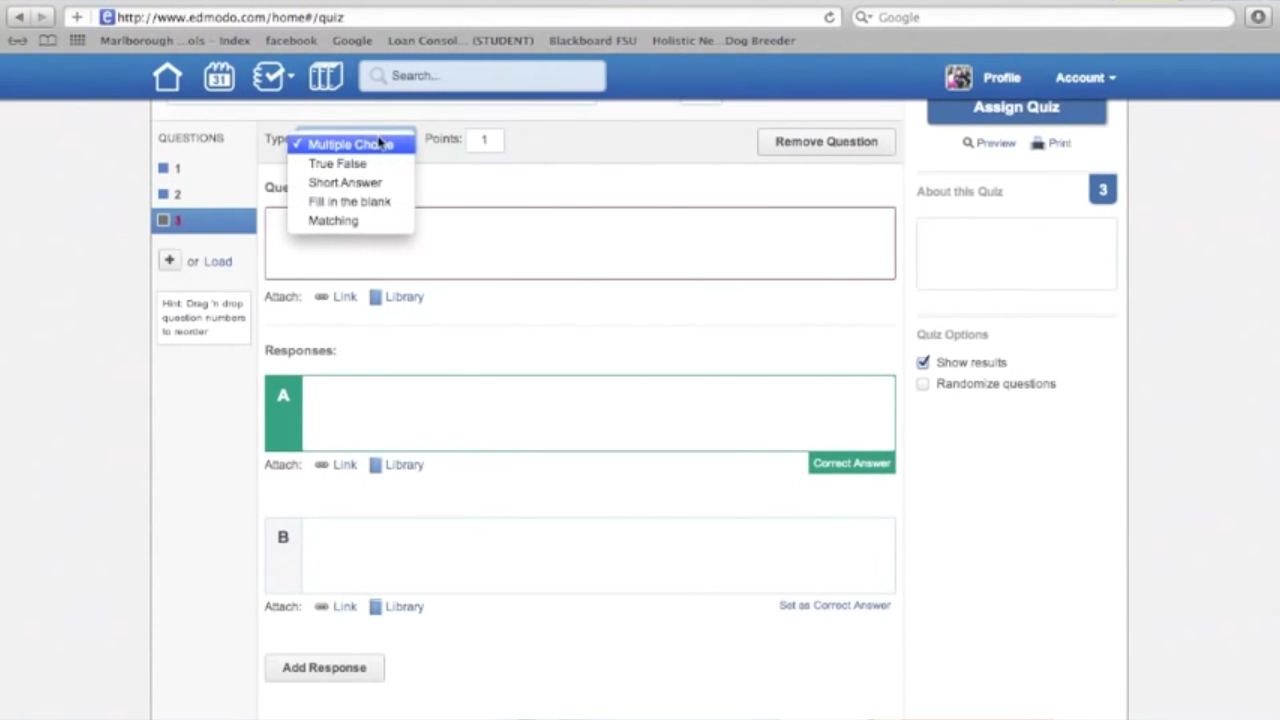 http://www.edmodo.com/home#/quiz
Google
Marlborough ...ols - Index facebook Google Loan Consol... (STUDENT) Blackboard FSU Holistic Ne...Dog Breeder
31 Search... Profile Account
QUESTIONS
1
2
3
+ or Load
Hint: Drag 'n drop
question numbers
to reorder
Points: 1 Remove Question
✓ Multiple
True False
Short Answer
Fill in the blank
Matching
Attach: Link Library
Responses:
A
Attach: Link Library Correct Answer
B
Attach: Link Library Set as Correct Answer
Add Response
Assign Quiz
Preview Print
About this Quiz 3
Quiz Options
Show results
Randomize questions